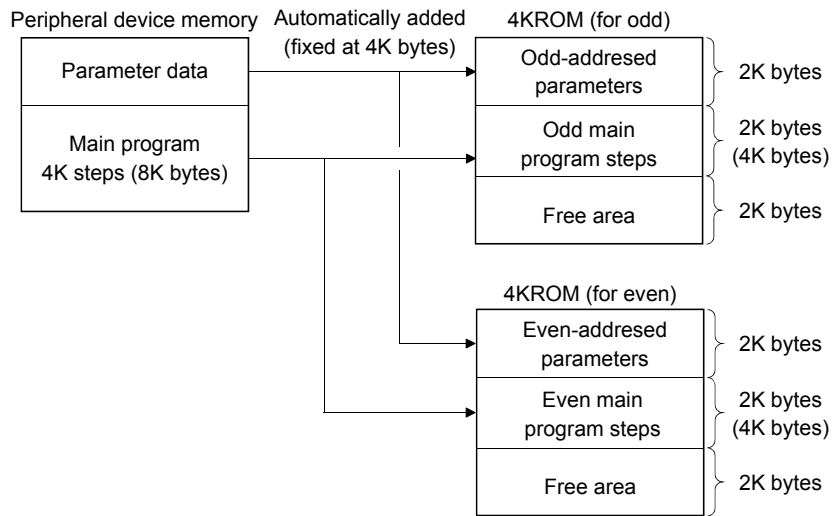 Peripheral device memory
Parameter data
Main program
4K steps (8K bytes)
Automatically added
(fixed at 4K bytes)
4KROM (for odd)
Odd-addresed
parameters
2K bytes
Odd main
program steps
2K bytes
(4K bytes)
Free area
2K bytes
4KROM (for even)
Even-addresed
parameters
2K bytes
Even main
program steps
2K bytes
(4K bytes)
Free area
2K bytes